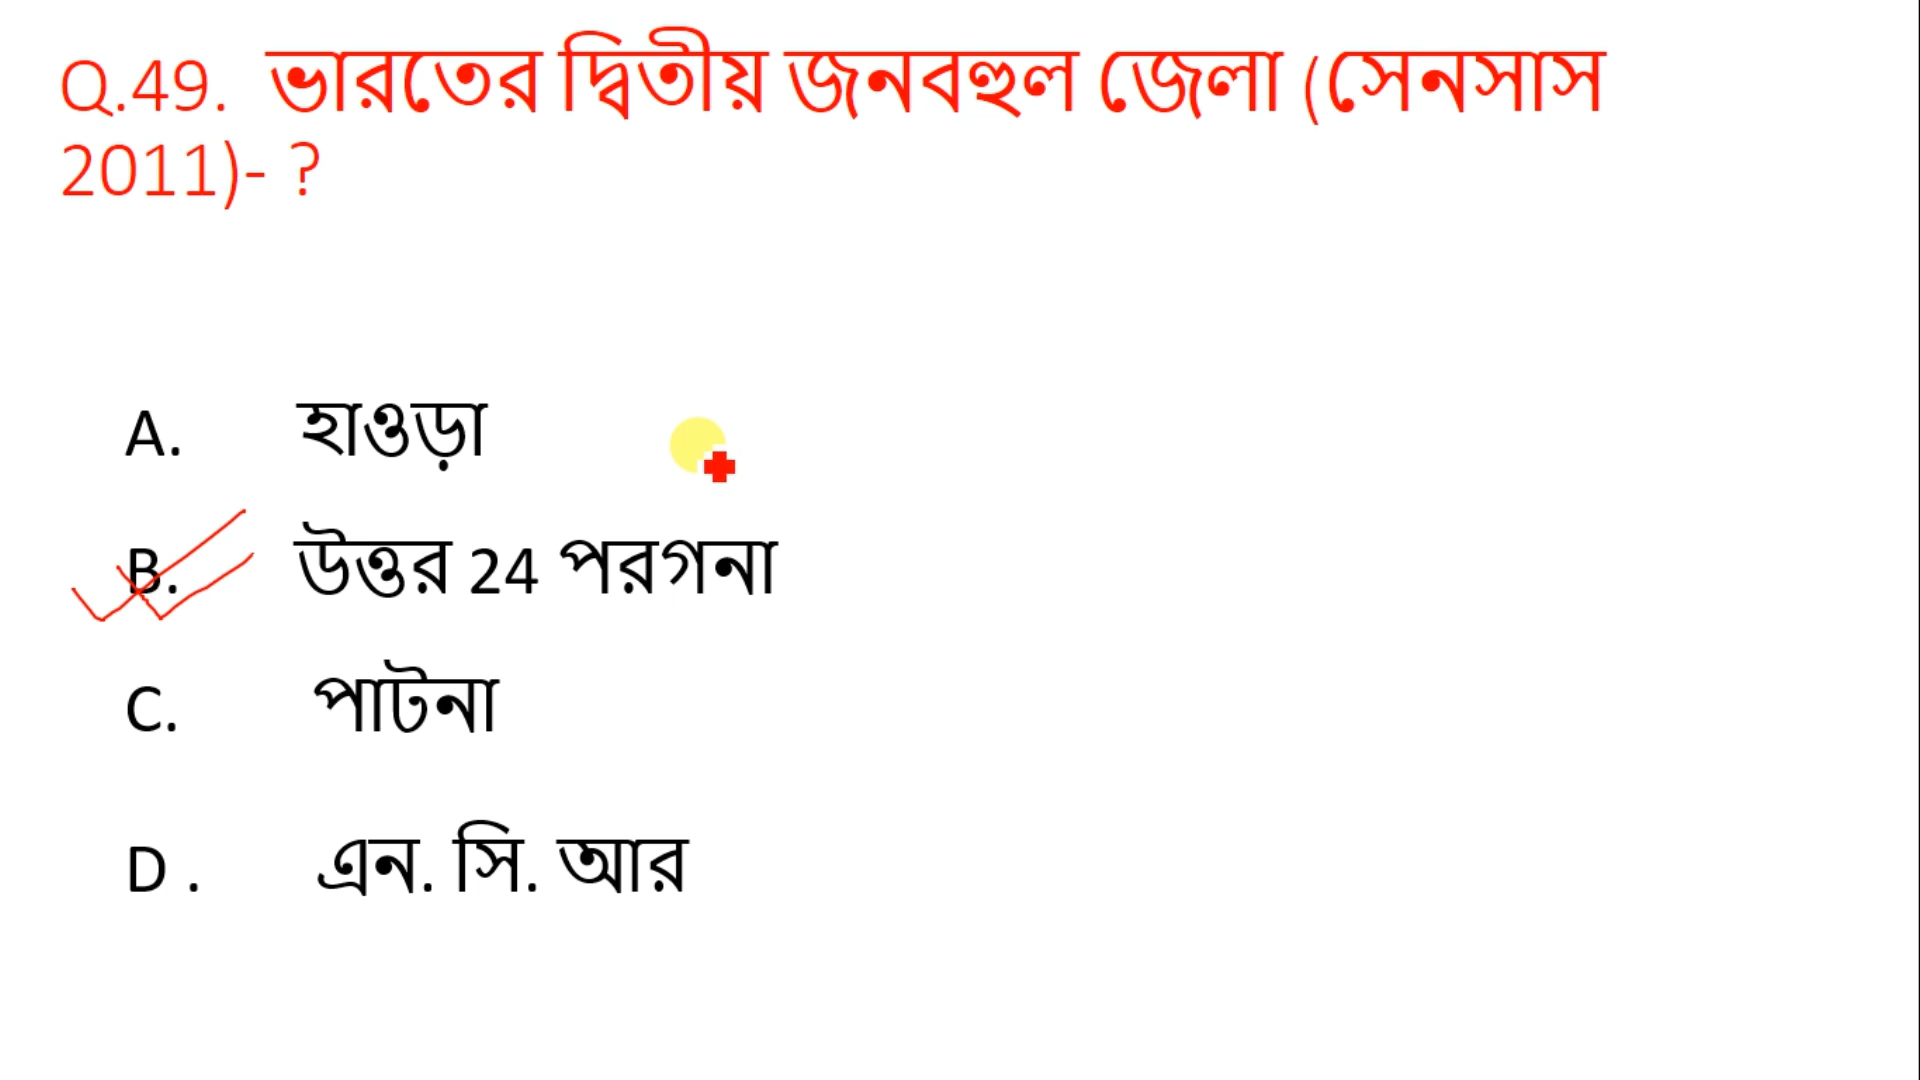 Q.49. ভারতের দ্বিতীয় জনবহুল জেলা (সেনসাস
2011)- ?
A. হাওড়া
B. উত্তর 24 পরগনা
C. পাটনা
D . এন. সি. আর